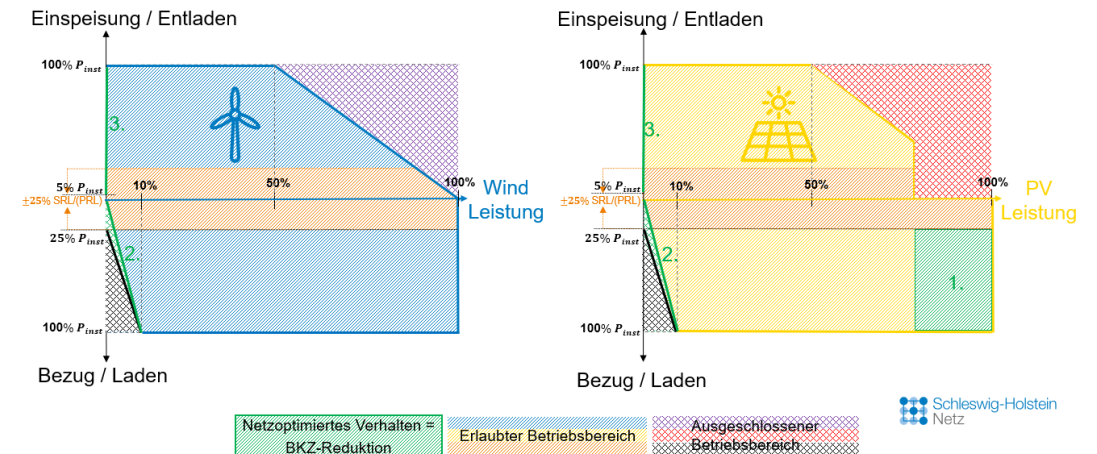 Einspeisung / Entladen
100% P_inst
3.
5% P_inst
10%
50%
100%
Wind
Leistung
±25% SRL/(PRL)
25% P_inst
2.
100% P_inst
Bezug / Laden
Einspeisung / Entladen
100% P_inst
3.
5% P_inst
10%
50%
100%
PV
Leistung
±25% SRL/(PRL)
25% P_inst
2.
1.
100% P_inst
Bezug / Laden
Schleswig-Holstein
Netz
Netzoptimiertes Verhalten =
BKZ-Reduktion
Erlaubter Betriebsbereich
Ausgeschlossener
Betriebsbereich